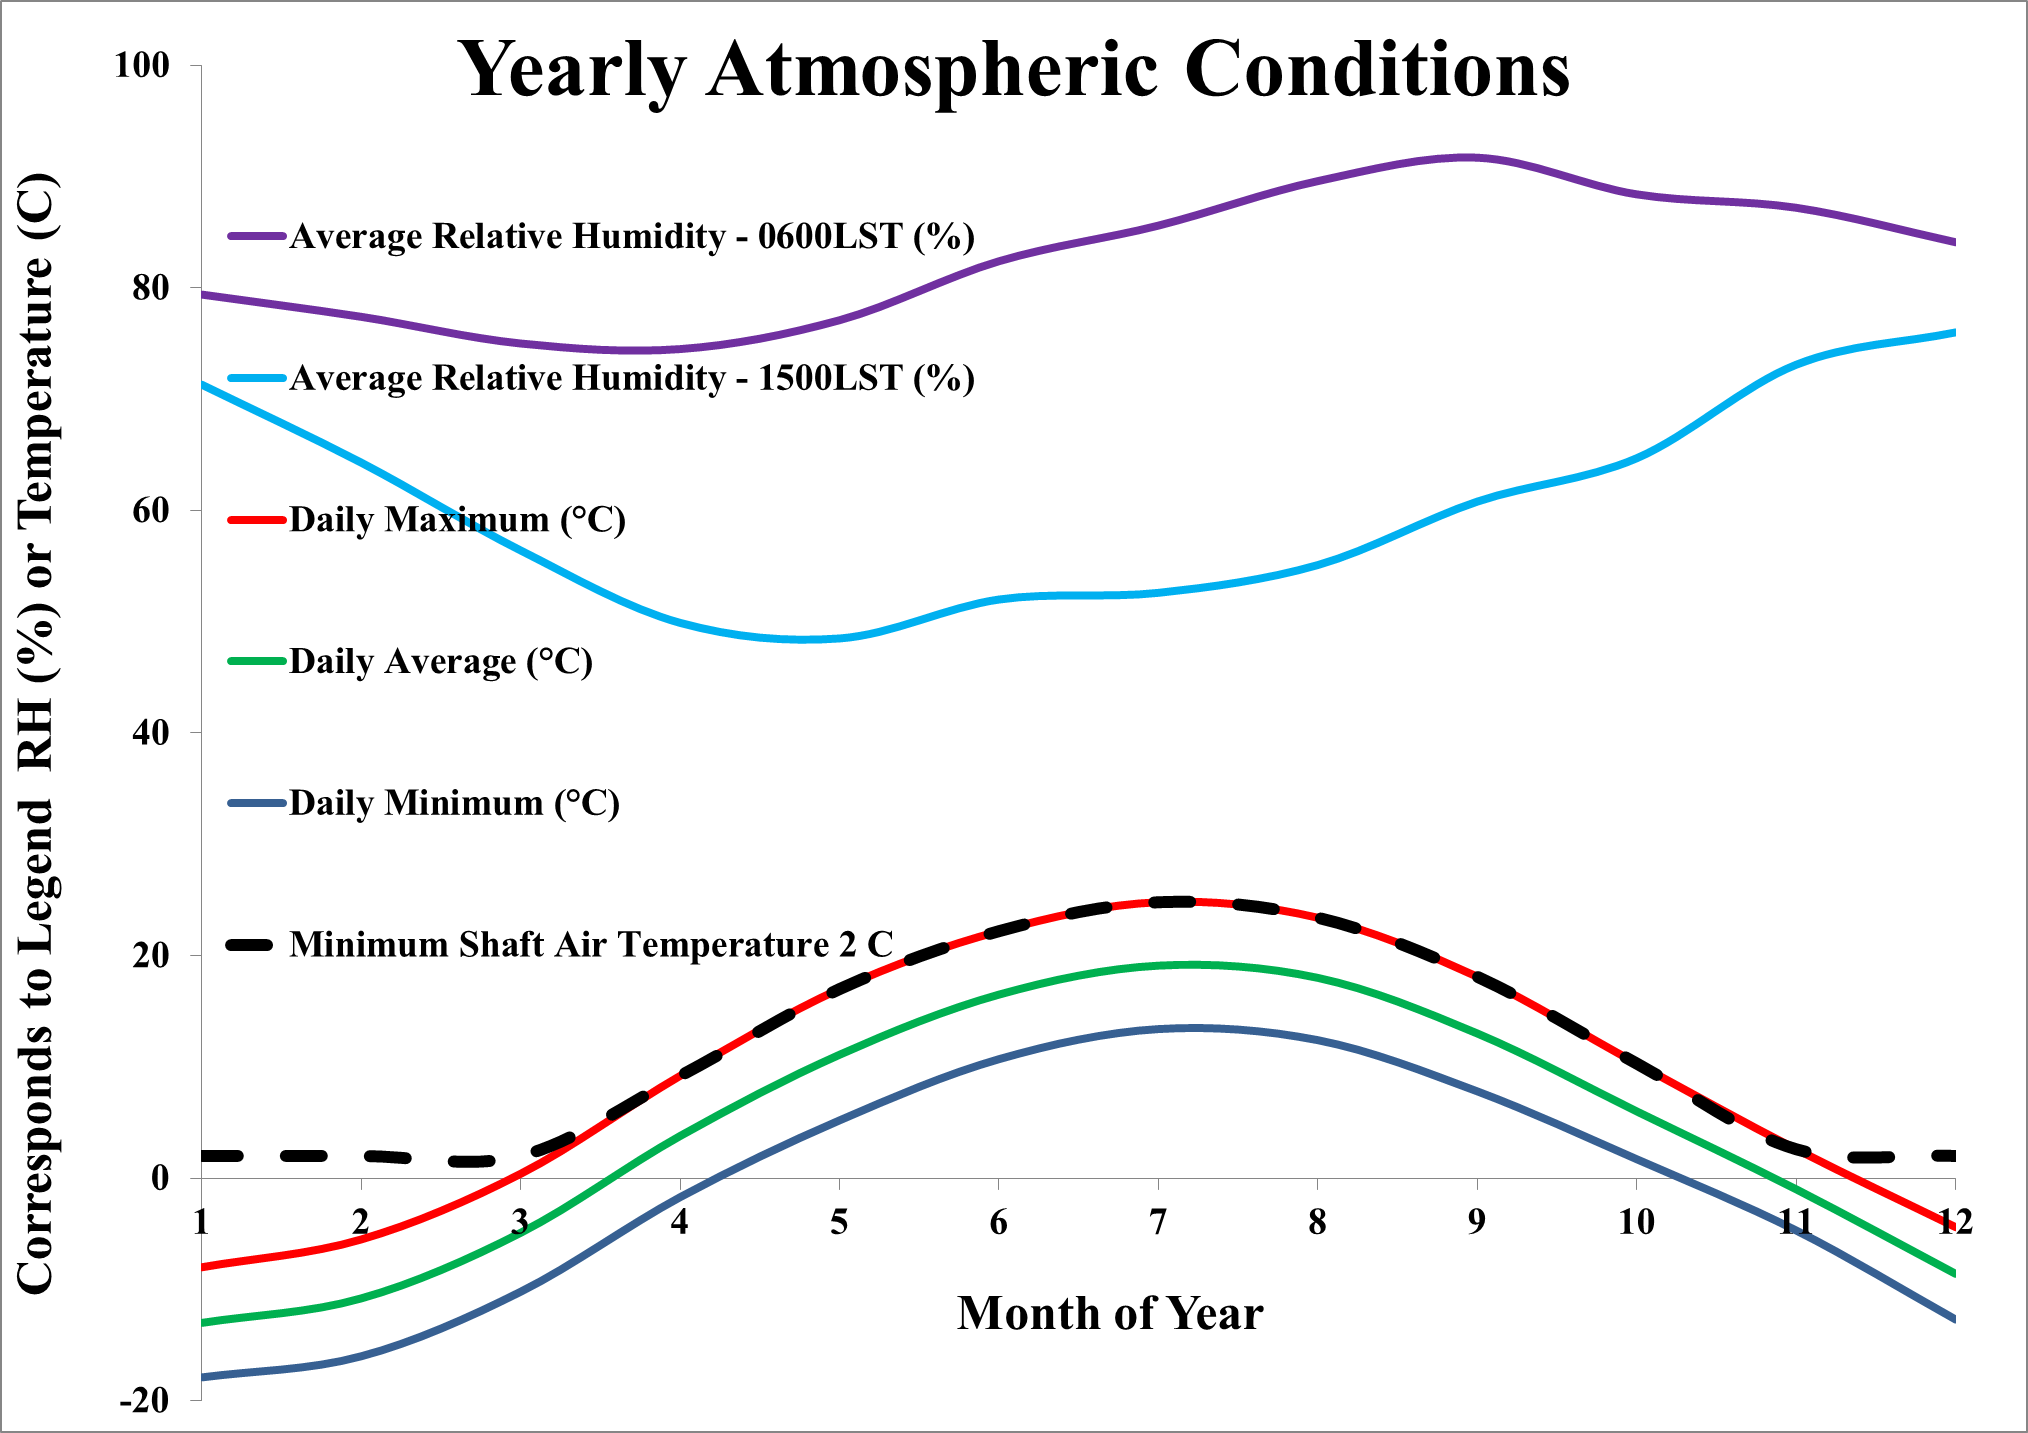 Yearly Atmospheric Conditions
Corresponds to Legend  RH (%) or Temperature (C)
100
80
60
40
20
0
-20
Average Relative Humidity - 0600LST (%)
Average Relative Humidity - 1500LST (%)
Daily Maximum (°C)
Daily Average (°C)
Daily Minimum (°C)
Minimum Shaft Air Temperature 2 C
1 2 3 4 5 6 7 8 9 10 11 12
Month of Year